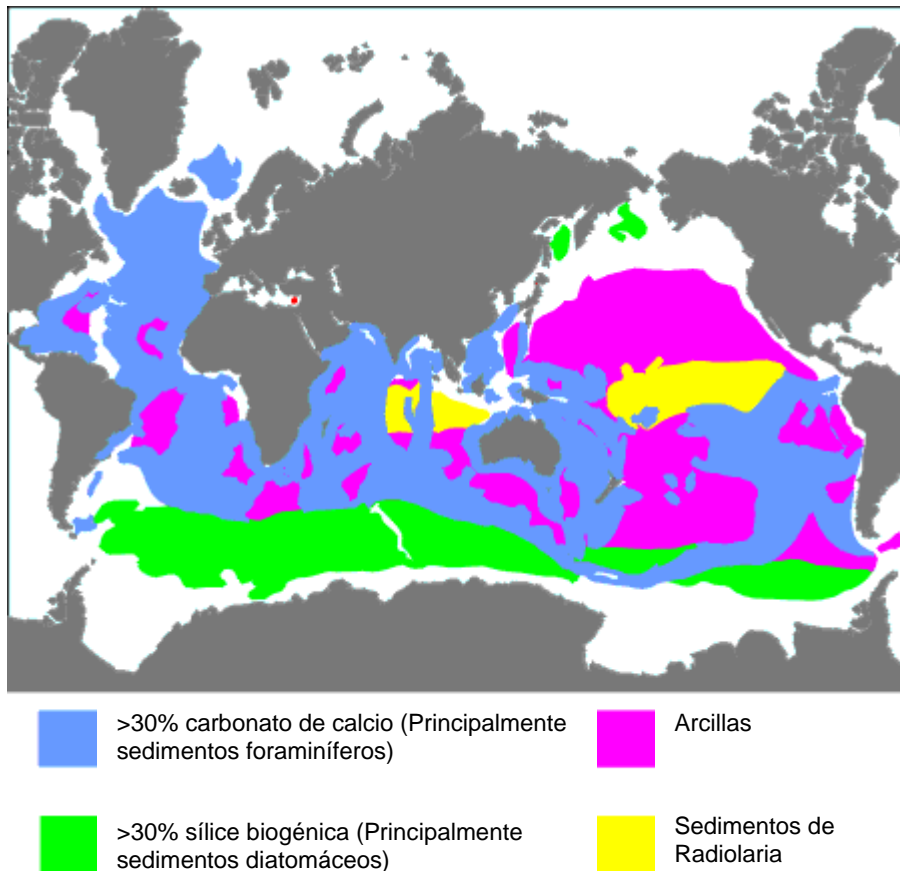 >30% carbonato de calcio (Principalmente
sedimentos foraminíferos)
Arcillas
>30% sílice biogénica (Principalmente
sedimentos diatomáceos)
Sedimentos de
Radiolaria